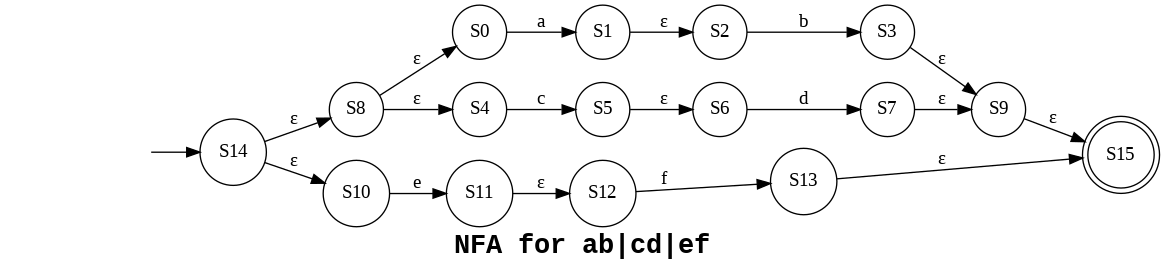 S0 a S1 ε S2 b S3
ε ε
S8 ε S4 c S5 ε S6 d S7 ε S9
ε ε
S14 S15
ε ε
S10 e S11 ε S12 f S13
NFA for ab|cd|ef